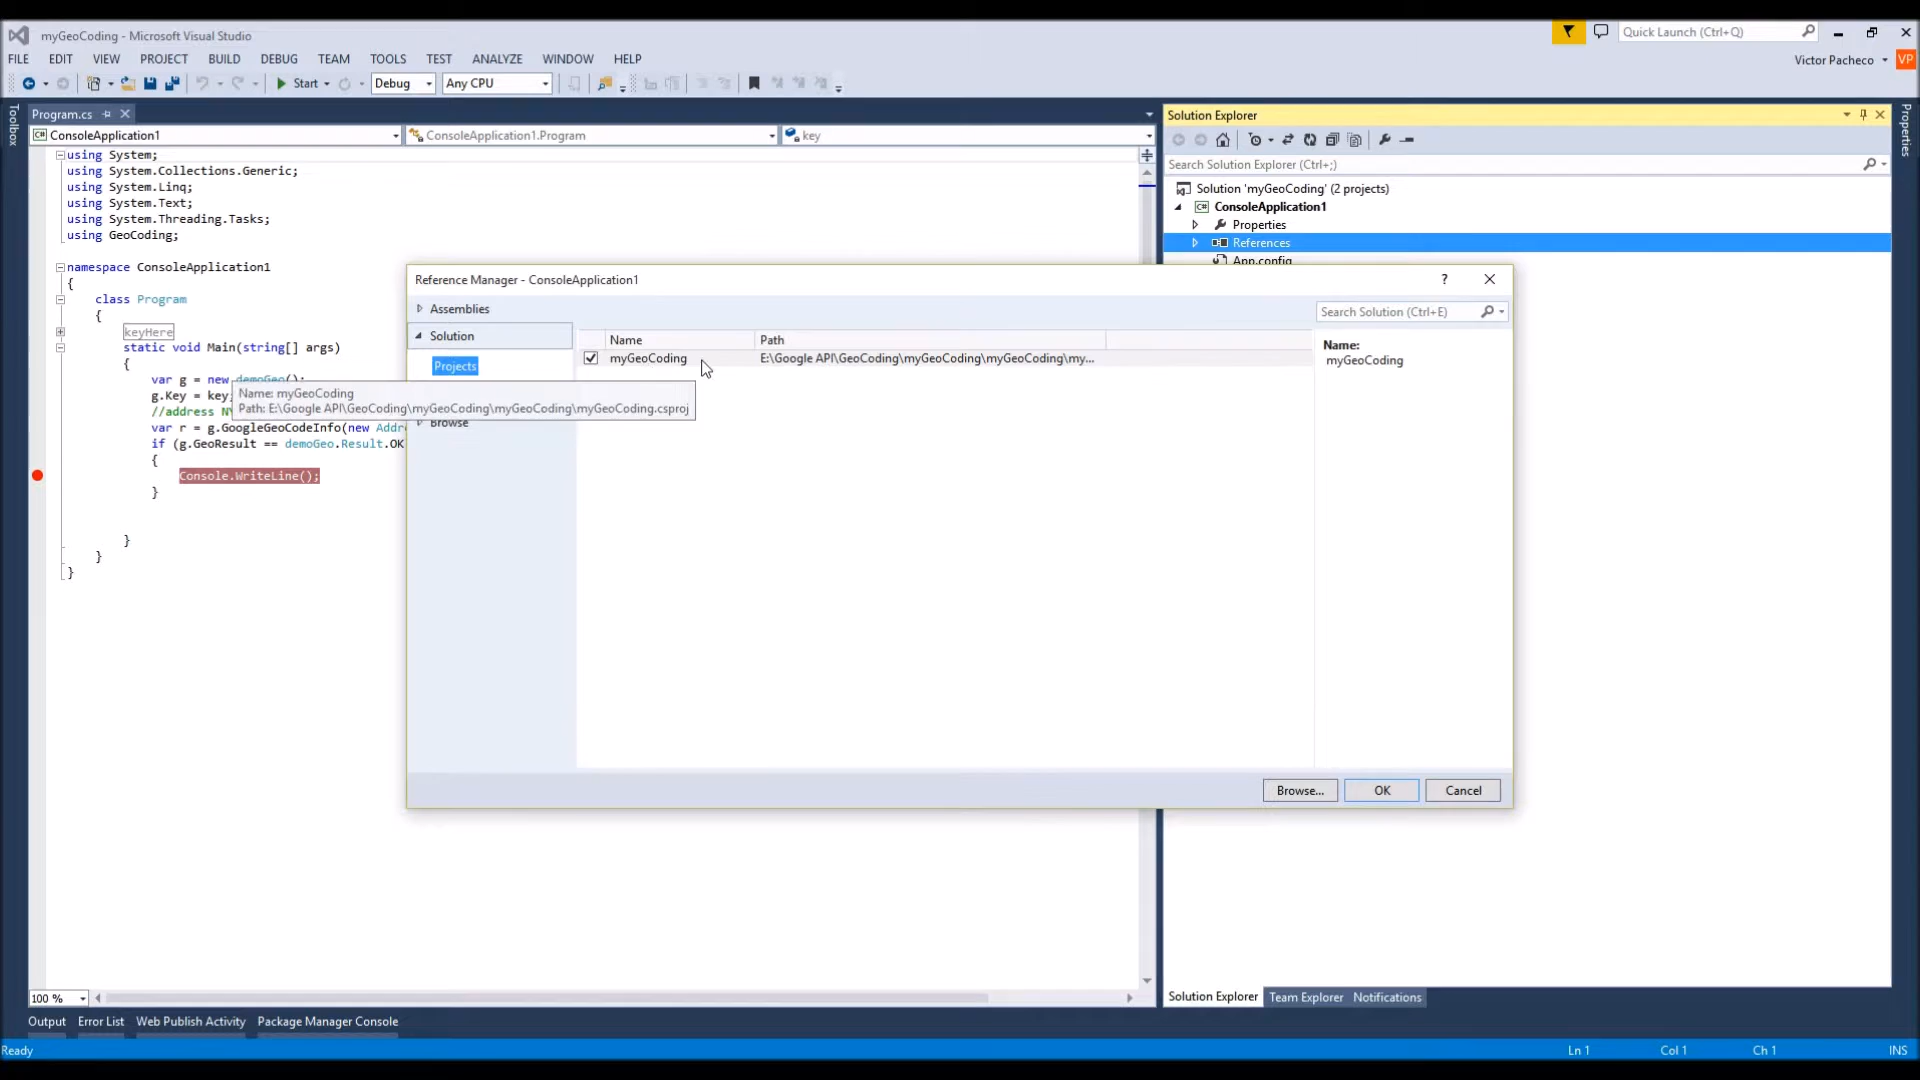 myGeoCoding - Microsoft Visual Studio
Quick Launch (Ctrl+Q)
FILE EDIT VIEW PROJECT BUILD DEBUG TEAM TOOLS TEST ANALYZE WINDOW HELP
Victor Pacheco VP
Start Debug Any CPU
Toolbox
Program.cs
ConsoleApplication1 ConsoleApplication1.Program key
using System;
using System.Collections.Generic;
using System.Linq;
using System.Text;
using System.Threading.Tasks;
using GeoCoding;
namespace ConsoleApplication1
{
class Program
{
keyHere
static void Main(string[] args)
{
var g = new demoGeo();
g.Key = key;
//address NY
var r = g.GoogleGeoCodeInfo(new Addr
if (g.GeoResult == demoGeo.Result.OK
{
Console.WriteLine();
}
}
}
}
Solution Explorer
Properties
Search Solution Explorer (Ctrl+;)
Solution 'myGeoCoding' (2 projects)
C# ConsoleApplication1
Properties
References
App.config
Reference Manager - ConsoleApplication1
?
Assemblies
Solution
Projects
Browse
Search Solution (Ctrl+E)
Name Path
myGeoCoding E:\Google API\GeoCoding\myGeoCoding\myGeoCoding\my...
Name: myGeoCoding
Path: E:\Google API\GeoCoding\myGeoCoding\myGeoCoding\myGeoCoding.csproj
Name:
myGeoCoding
Browse... OK Cancel
100 %
Solution Explorer Team Explorer Notifications
Output Error List Web Publish Activity Package Manager Console
Ready Ln 1 Col 1 Ch 1 INS